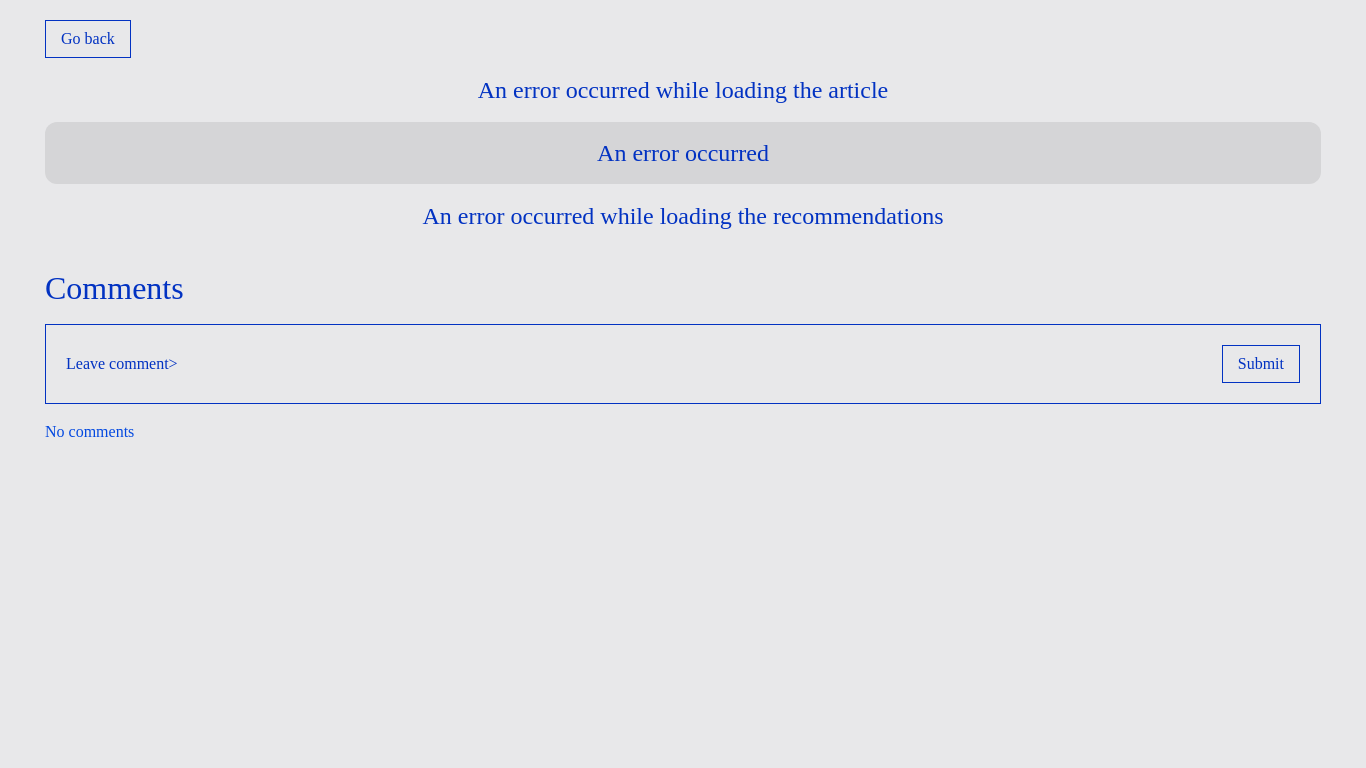 Go back
An error occurred while loading the article
An error occurred
An error occurred while loading the recommendations
Comments
Leave comment>
Submit
No comments